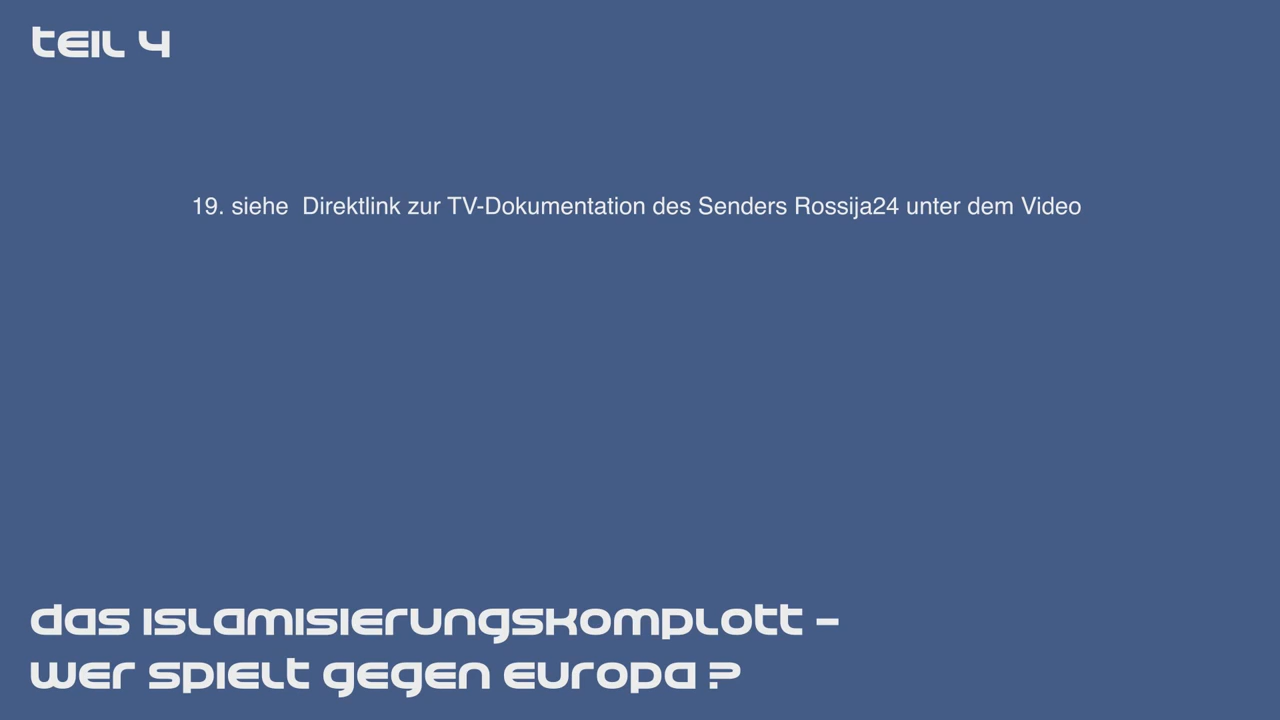 Teil 4
19. siehe  Direktlink zur TV-Dokumentation des Senders Rossija24 unter dem Video
Das Islamisierungskomplott –
Wer spielt gegen Europa ?